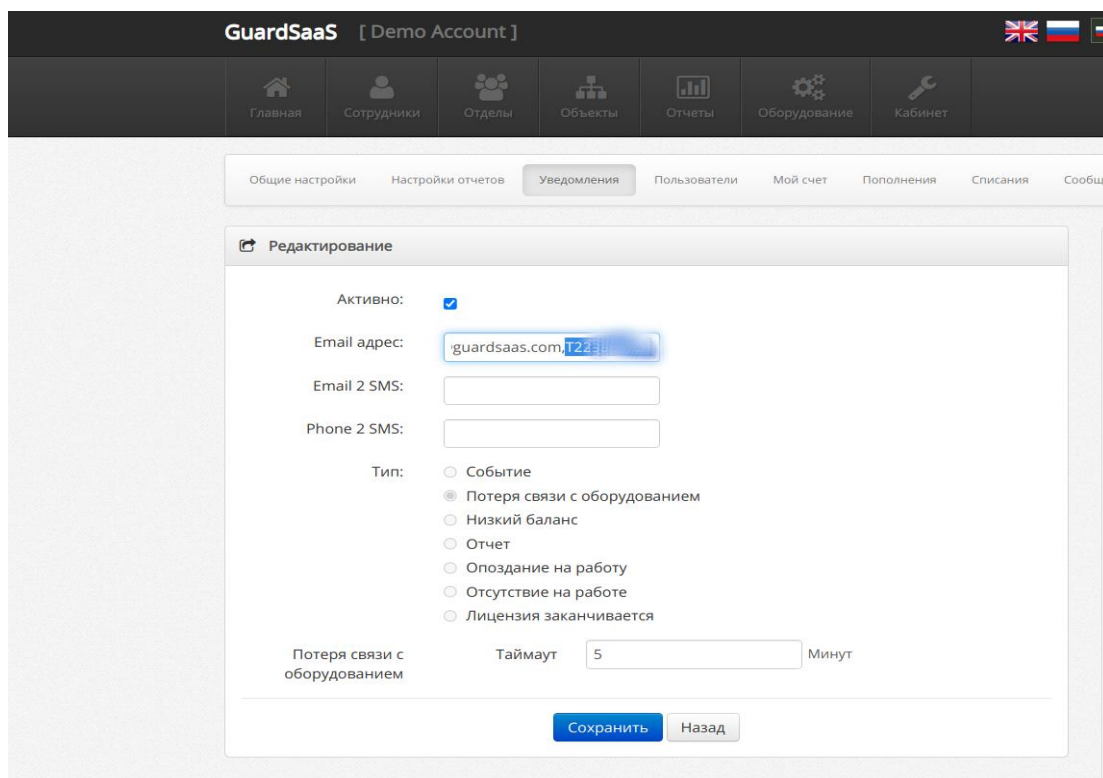 GuardSaaS [ Demo Account ]
Главная Сотрудники Отделы Объекты Отчеты Оборудование Кабинет
Общие настройки Настройки отчетов Уведомления Пользователи Мой счет Пополнения Списания Сообщ
Редактирование
Активно:
Email адрес: guardsaas.com,T22
Email 2 SMS:
Phone 2 SMS:
Тип: Событие
Потеря связи с оборудованием
Низкий баланс
Отчет
Опоздание на работу
Отсутствие на работе
Лицензия заканчивается
Потеря связи с Таймаут 5 Минут
оборудованием
Сохранить Назад